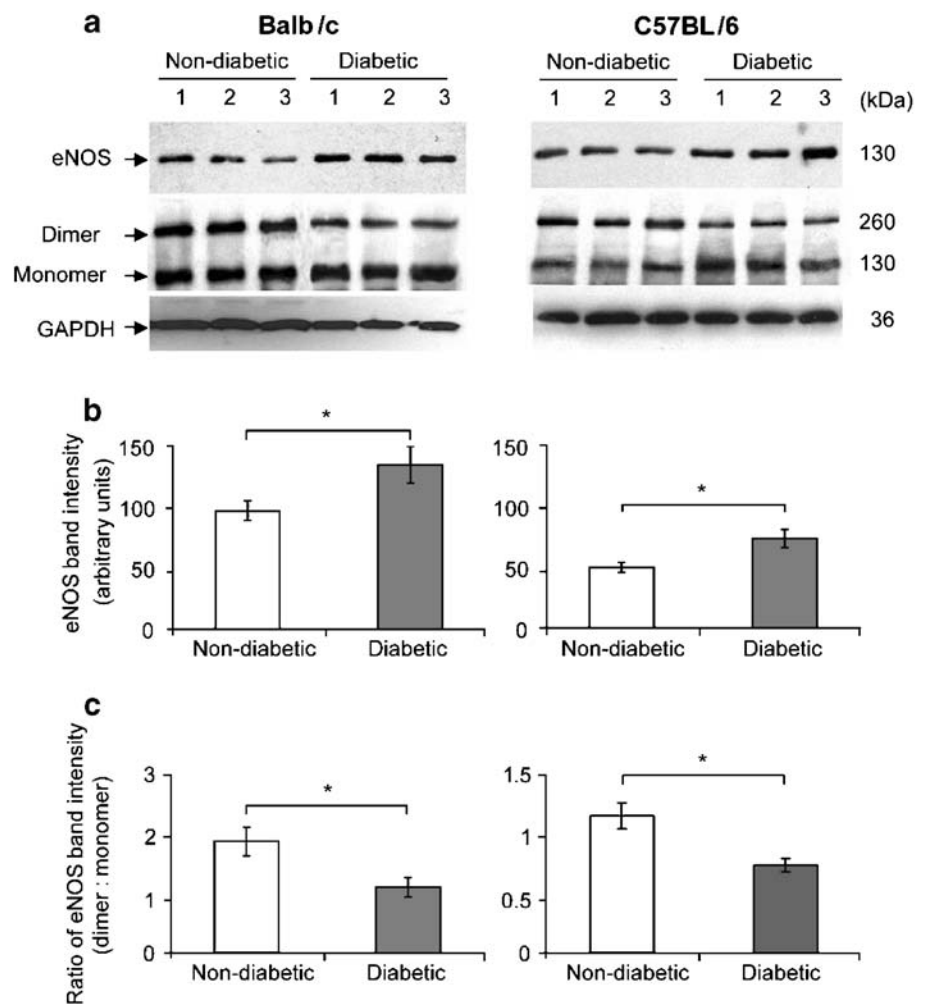 a
Balb/c
C57BL/6
Non-diabetic Diabetic
Non-diabetic Diabetic
1 2 3 1 2 3
1 2 3 1 2 3 (kDa)
eNOS
130
Dimer
260
Monomer
130
GAPDH
36
b
eNOS band intensity
(arbitrary units)
150
100
50
0
*
Non-diabetic Diabetic
150
100
50
0
*
Non-diabetic Diabetic
c
Ratio of eNOS band intensity
(dimer : monomer)
3
2
1
0
*
Non-diabetic Diabetic
1.5
1
0.5
0
*
Non-diabetic Diabetic